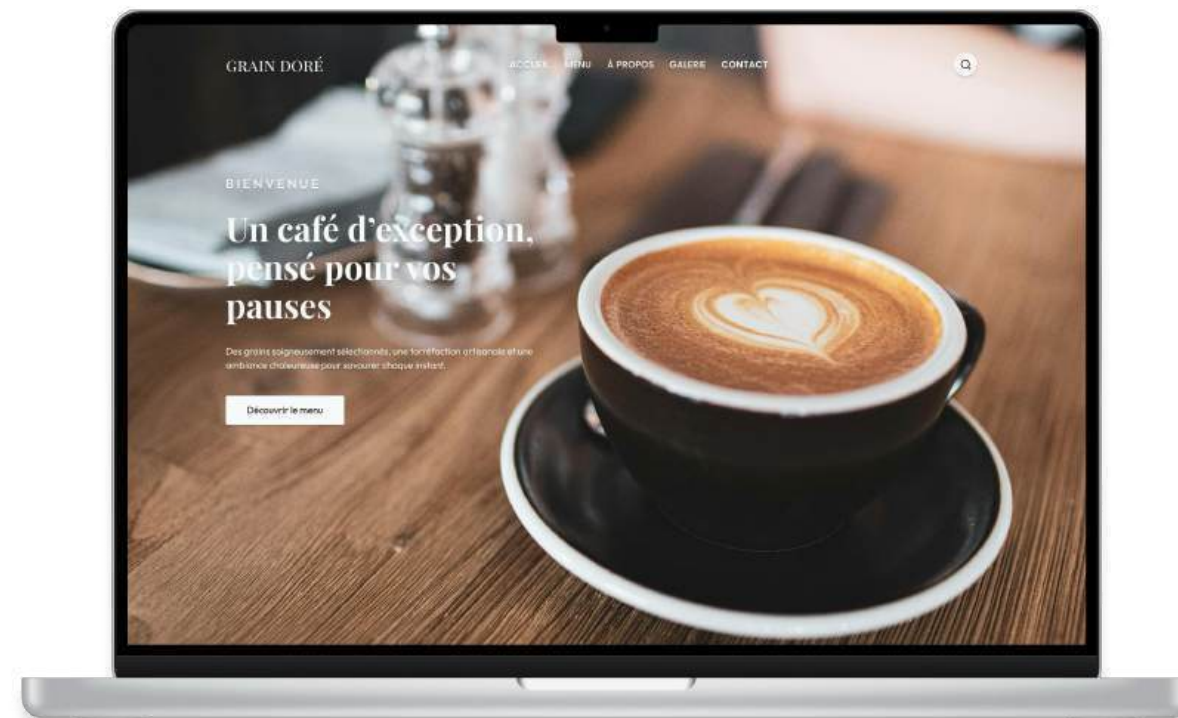 GRAIN DORÉ
ACCUEIL MENU À PROPOS GALERIE CONTACT
BIENVENUE
Un café d’exception,
pensé pour vos
pauses
Des grains soigneusement sélectionnés, une torréfaction artisanale et une
ambiance chaleureuse pour savourer chaque instant.
Découvrir le menu